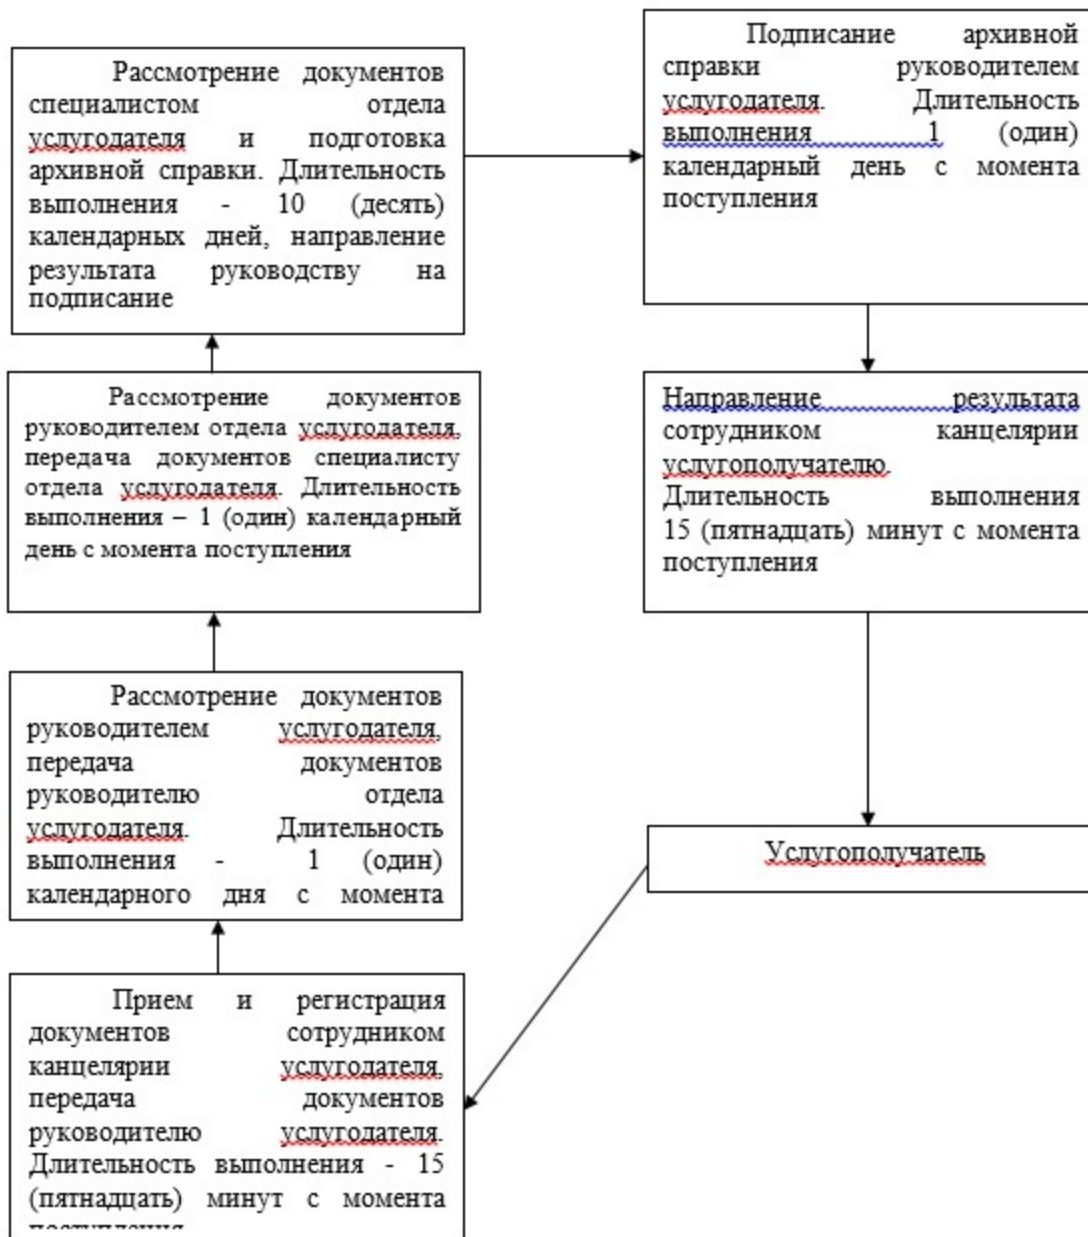 Рассмотрение документов
специалистом отдела
услугодателя и подготовка
архивной справки. Длительность
выполнения - 10 (десять)
календарных дней, направление
результата руководству на
подписание
Подписание архивной
справки руководителем
услугодателя. Длительность
выполнения 1 (один)
календарный день с момента
поступления
Рассмотрение документов
руководителем отдела услугодателя,
передача документов специалисту
отдела услугодателя. Длительность
выполнения – 1 (один) календарный
день с момента поступления
Направление результата
сотрудником канцелярии
услугополучателю.
Длительность выполнения
15 (пятнадцать) минут с момента
поступления
Рассмотрение документов
руководителем услугодателя,
передача документов
руководителю отдела
услугодателя. Длительность
выполнения - 1 (один)
календарного дня с момента
Услугополучатель
Прием и регистрация
документов сотрудником
канцелярии услугодателя,
передача документов
руководителю услугодателя.
Длительность выполнения - 15
(пятнадцать) минут с момента
поступления